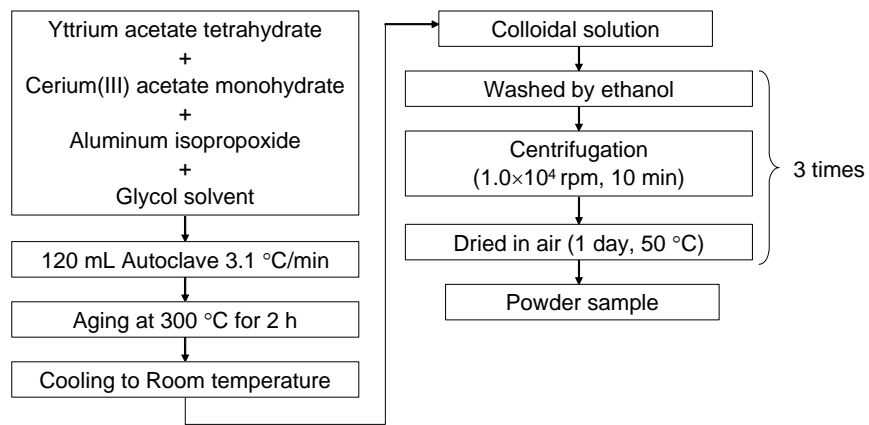 Yttrium acetate tetrahydrate
+
Cerium(III) acetate monohydrate
+
Aluminum isopropoxide
+
Glycol solvent
120 mL Autoclave 3.1 °C/min
Aging at 300 °C for 2 h
Cooling to Room temperature
Colloidal solution
Washed by ethanol
Centrifugation
(1.0×10⁴ rpm, 10 min)
Dried in air (1 day, 50 °C)
3 times
Powder sample